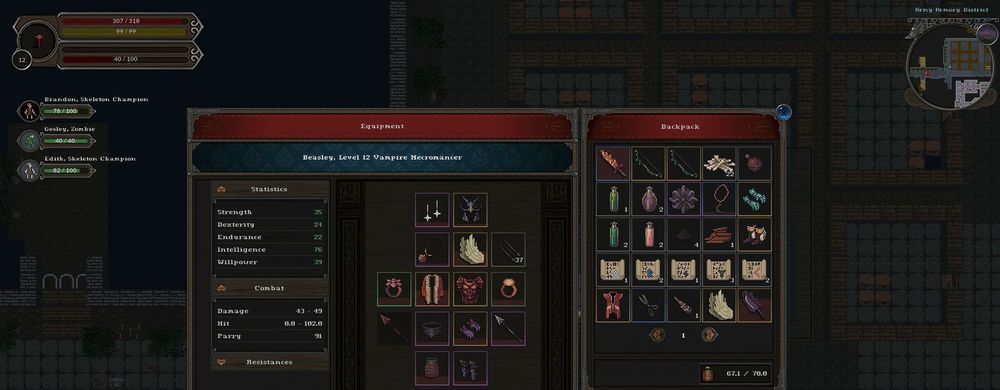 Army Armory District
307 / 318
99 / 99
12
40 / 100
Brandon, Skeleton Champion
78 / 100
Gesley, Zombie
40 / 40
Edith, Skeleton Champion
82 / 100
Equipment
Backpack
Beasley, Level 12 Vampire Necromancer
Statistics
Strength 35
Dexterity 24
Endurance 22
Intelligence 76
Willpower 39
Combat
Damage 43 - 49
Hit 0.0 - 102.0
Parry 91
Resistances
37
22
1 2
2 2 4 1
1 2 1 3 2
1
1
67.1 / 70.0